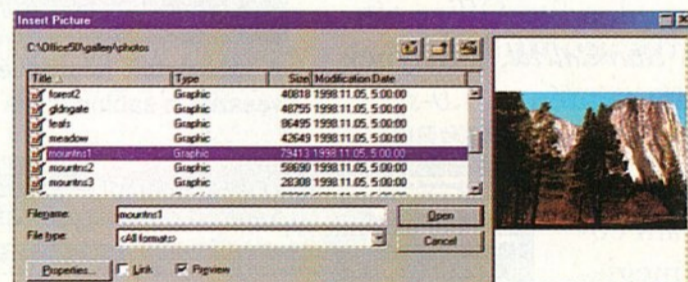 Insert Picture
C:\Office50\gallery\photos
Title Type Size Modification Date
forest2 Graphic 40818 1998.11.05, 5:00:00
gldngate Graphic 48755 1998.11.05, 5:00:00
leafs Graphic 86495 1998.11.05, 5:00:00
meadow Graphic 42649 1998.11.05, 5:00:00
mountns1 Graphic 79413 1998.11.05, 5:00:00
mountns2 Graphic 58690 1998.11.05, 5:00:00
mountns3 Graphic 28308 1998.11.05, 5:00:00
Filename: mountns1 Open
File type: <All formats> Cancel
Properties... Link Preview